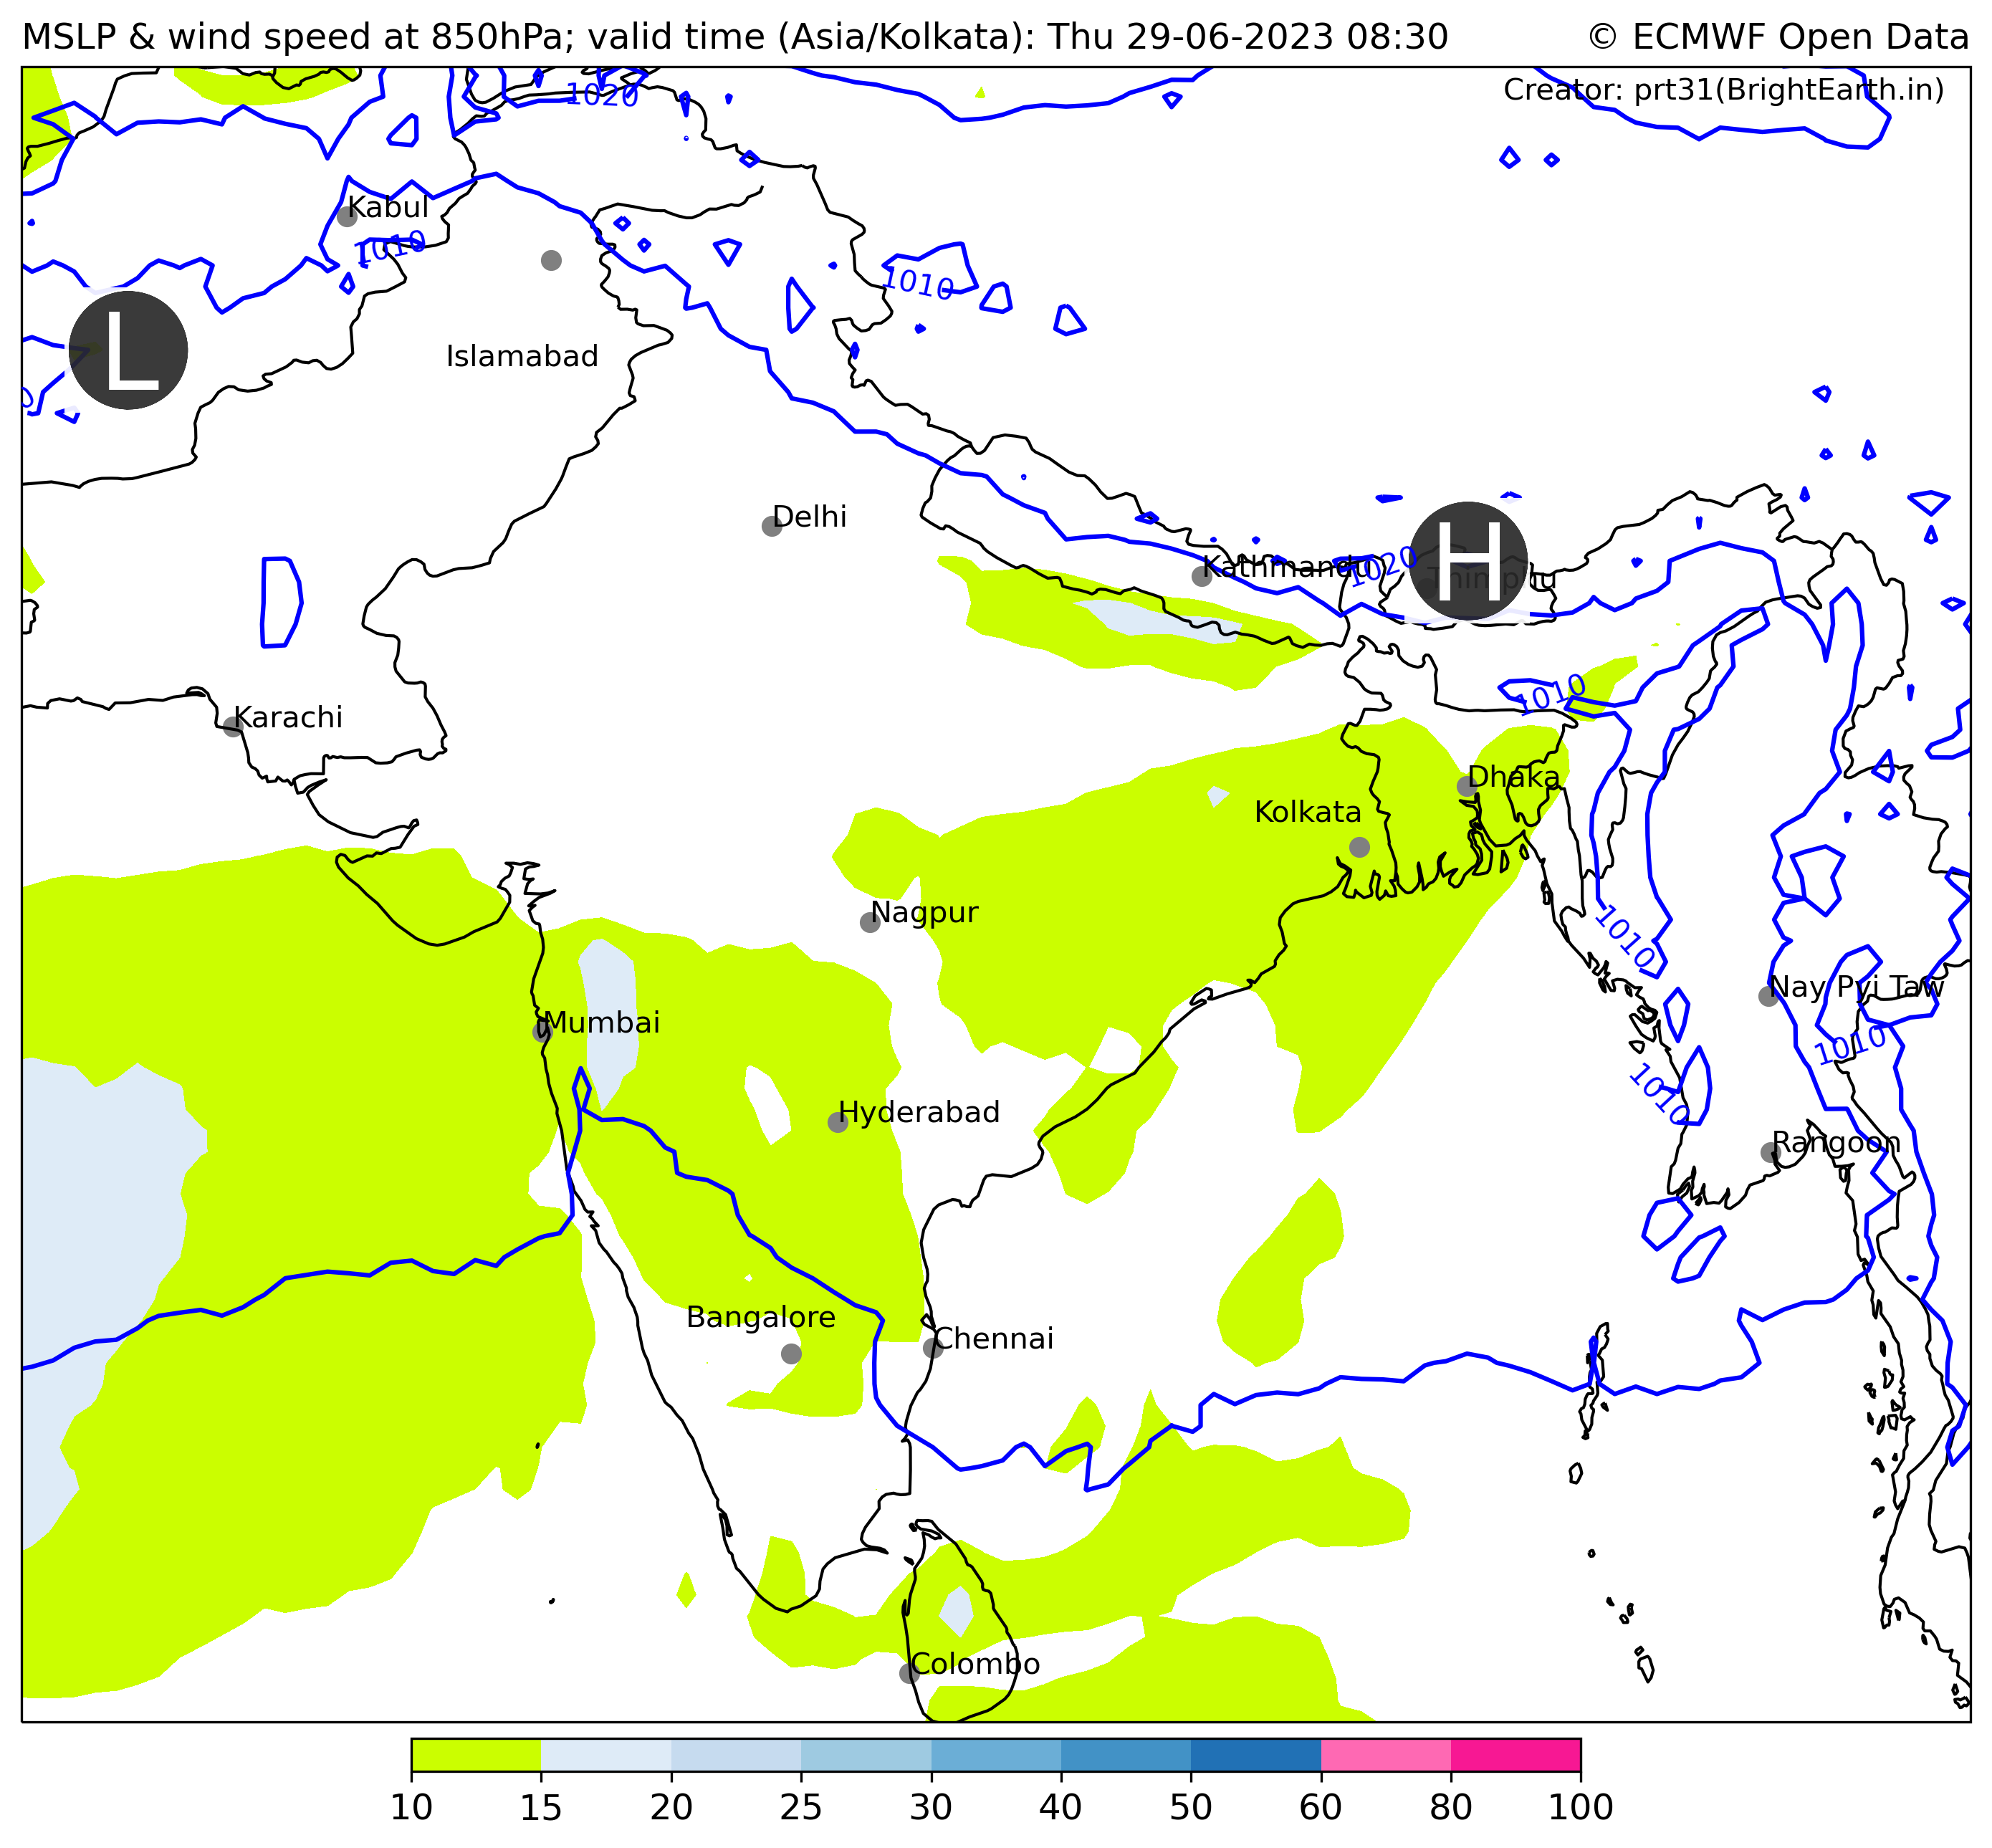 MSLP & wind speed at 850hPa; valid time (Asia/Kolkata): Thu 29-06-2023 08:30
© ECMWF Open Data
Creator: prt31(BrightEarth.in)
1020
Kabul
1010
1010
L
Islamabad
Delhi
H
1020
Kathmandu
Thimphu
1010
Karachi
Dhaka
Kolkata
Nagpur
1010
Nay Pyi Taw
Mumbai
1010
1010
Hyderabad
Rangoon
Bangalore
Chennai
Colombo
10 15 20 25 30 40 50 60 80 100